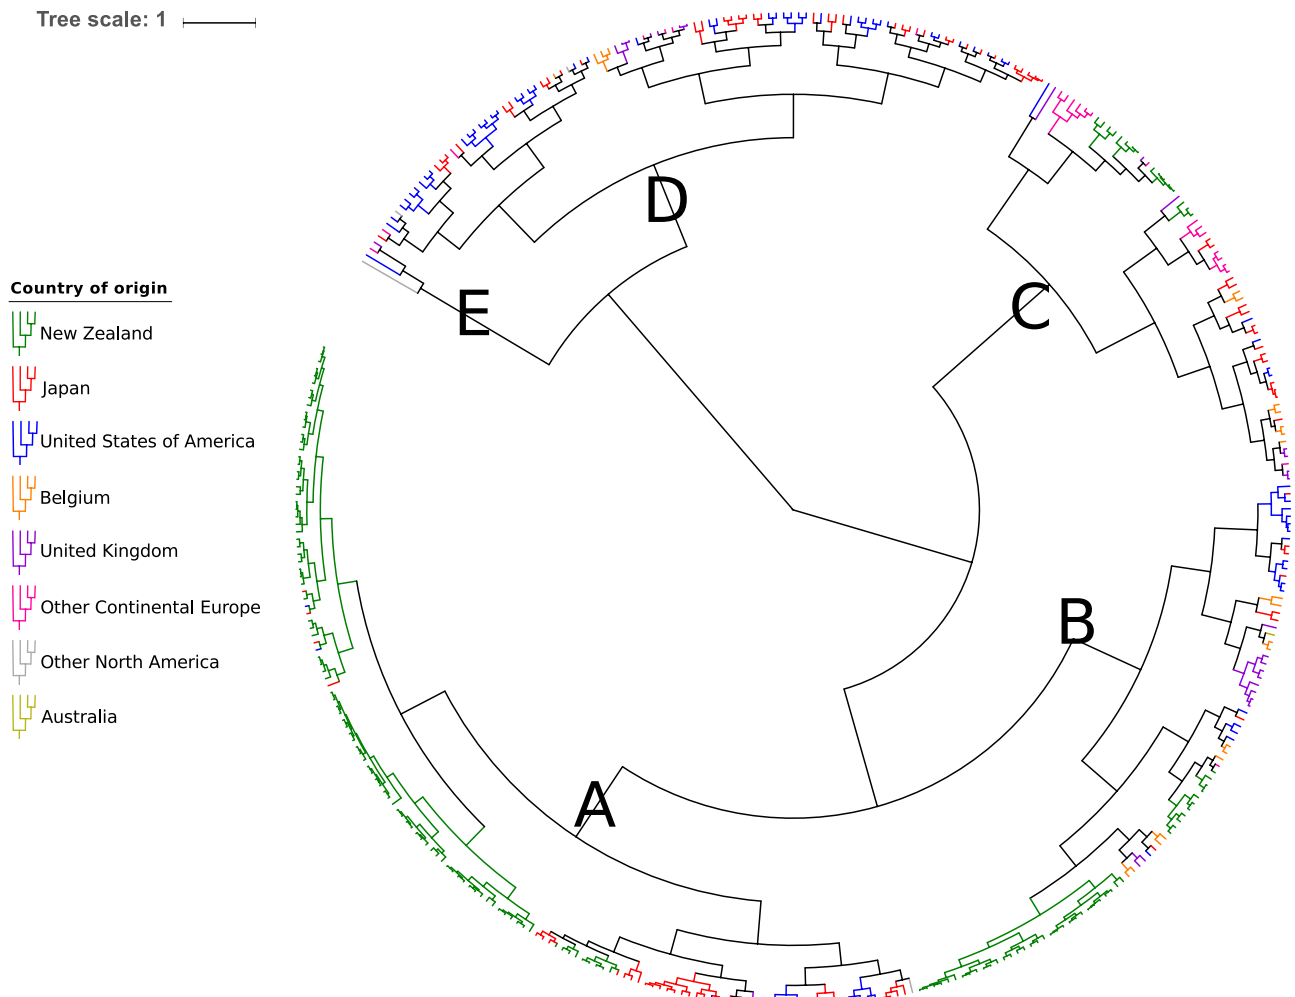 Tree scale: 1
D
E
C
Country of origin
New Zealand
Japan
United States of America
Belgium
United Kingdom
B
Other Continental Europe
Other North America
Australia
A